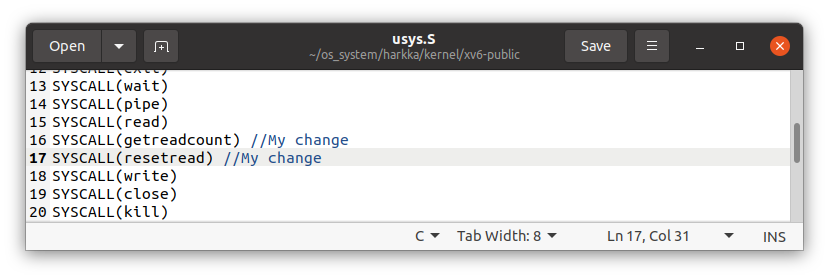 Open
usys.S
~/os_system/harkka/kernel/xv6-public
Save
12 SYSCALL(exit)
13 SYSCALL(wait)
14 SYSCALL(pipe)
15 SYSCALL(read)
16 SYSCALL(getreadcount) //My change
17 SYSCALL(resetread) //My change
18 SYSCALL(write)
19 SYSCALL(close)
20 SYSCALL(kill)
C Tab Width: 8 Ln 17, Col 31 INS